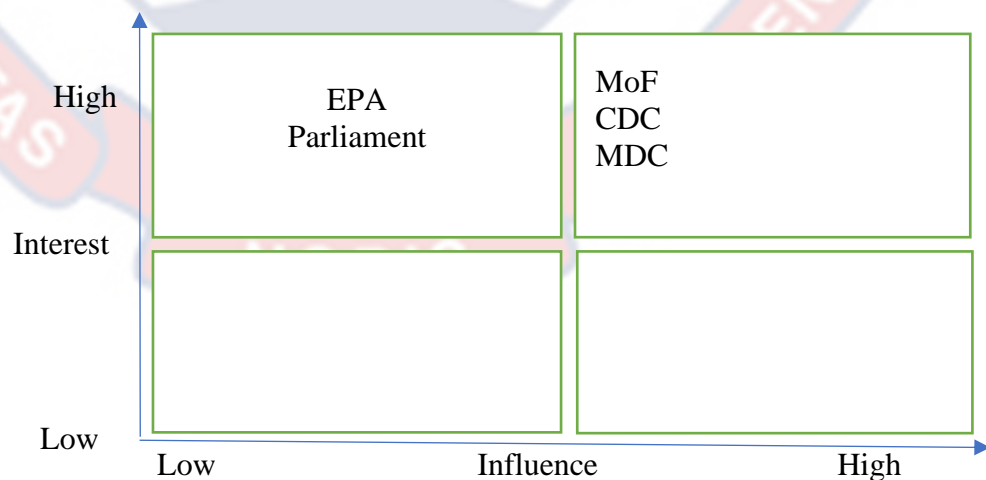 High
EPA
Parliament
MoF
CDC
MDC
Interest
Low
Low Influence High